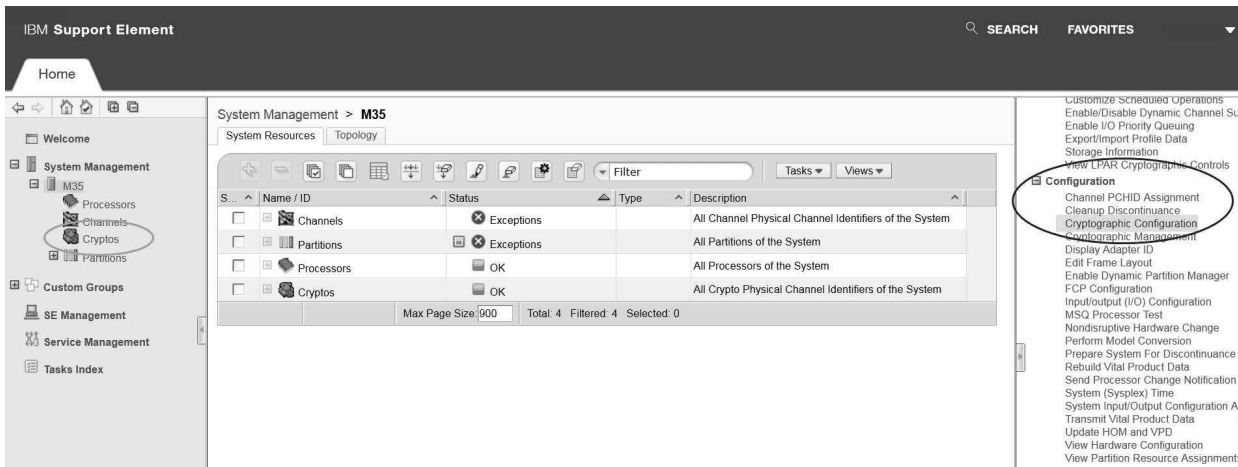 IBM Support Element
SEARCH FAVORITES
Home
Welcome
System Management
M35
Processors
Channels
Cryptos
Partitions
Custom Groups
SE Management
Service Management
Tasks Index
System Management > M35
System Resources Topology
Filter Tasks Views
S... Name / ID Status Type Description
Channels Exceptions All Channel Physical Channel Identifiers of the System
Partitions Exceptions All Partitions of the System
Processors OK All Processors of the System
Cryptos OK All Crypto Physical Channel Identifiers of the System
Max Page Size: 900 Total: 4 Filtered: 4 Selected: 0
Customize Scheduled Operations
Enable/Disable Dynamic Channel Su
Enable I/O Priority Queuing
Export/Import Profile Data
Storage Information
View LPAR Cryptographic Controls
Configuration
Channel PCHID Assignment
Cleanup Discontinuance
Cryptographic Configuration
Cryptographic Management
Display Adapter ID
Edit Frame Layout
Enable Dynamic Partition Manager
FCP Configuration
Input/output (I/O) Configuration
MSQ Processor Test
Nondisruptive Hardware Change
Perform Model Conversion
Prepare System For Discontinuance
Rebuild Vital Product Data
Send Processor Change Notification
System (Sysplex) Time
System Input/Output Configuration A
Transmit Vital Product Data
Update HOM and VPD
View Hardware Configuration
View Partition Resource Assignment